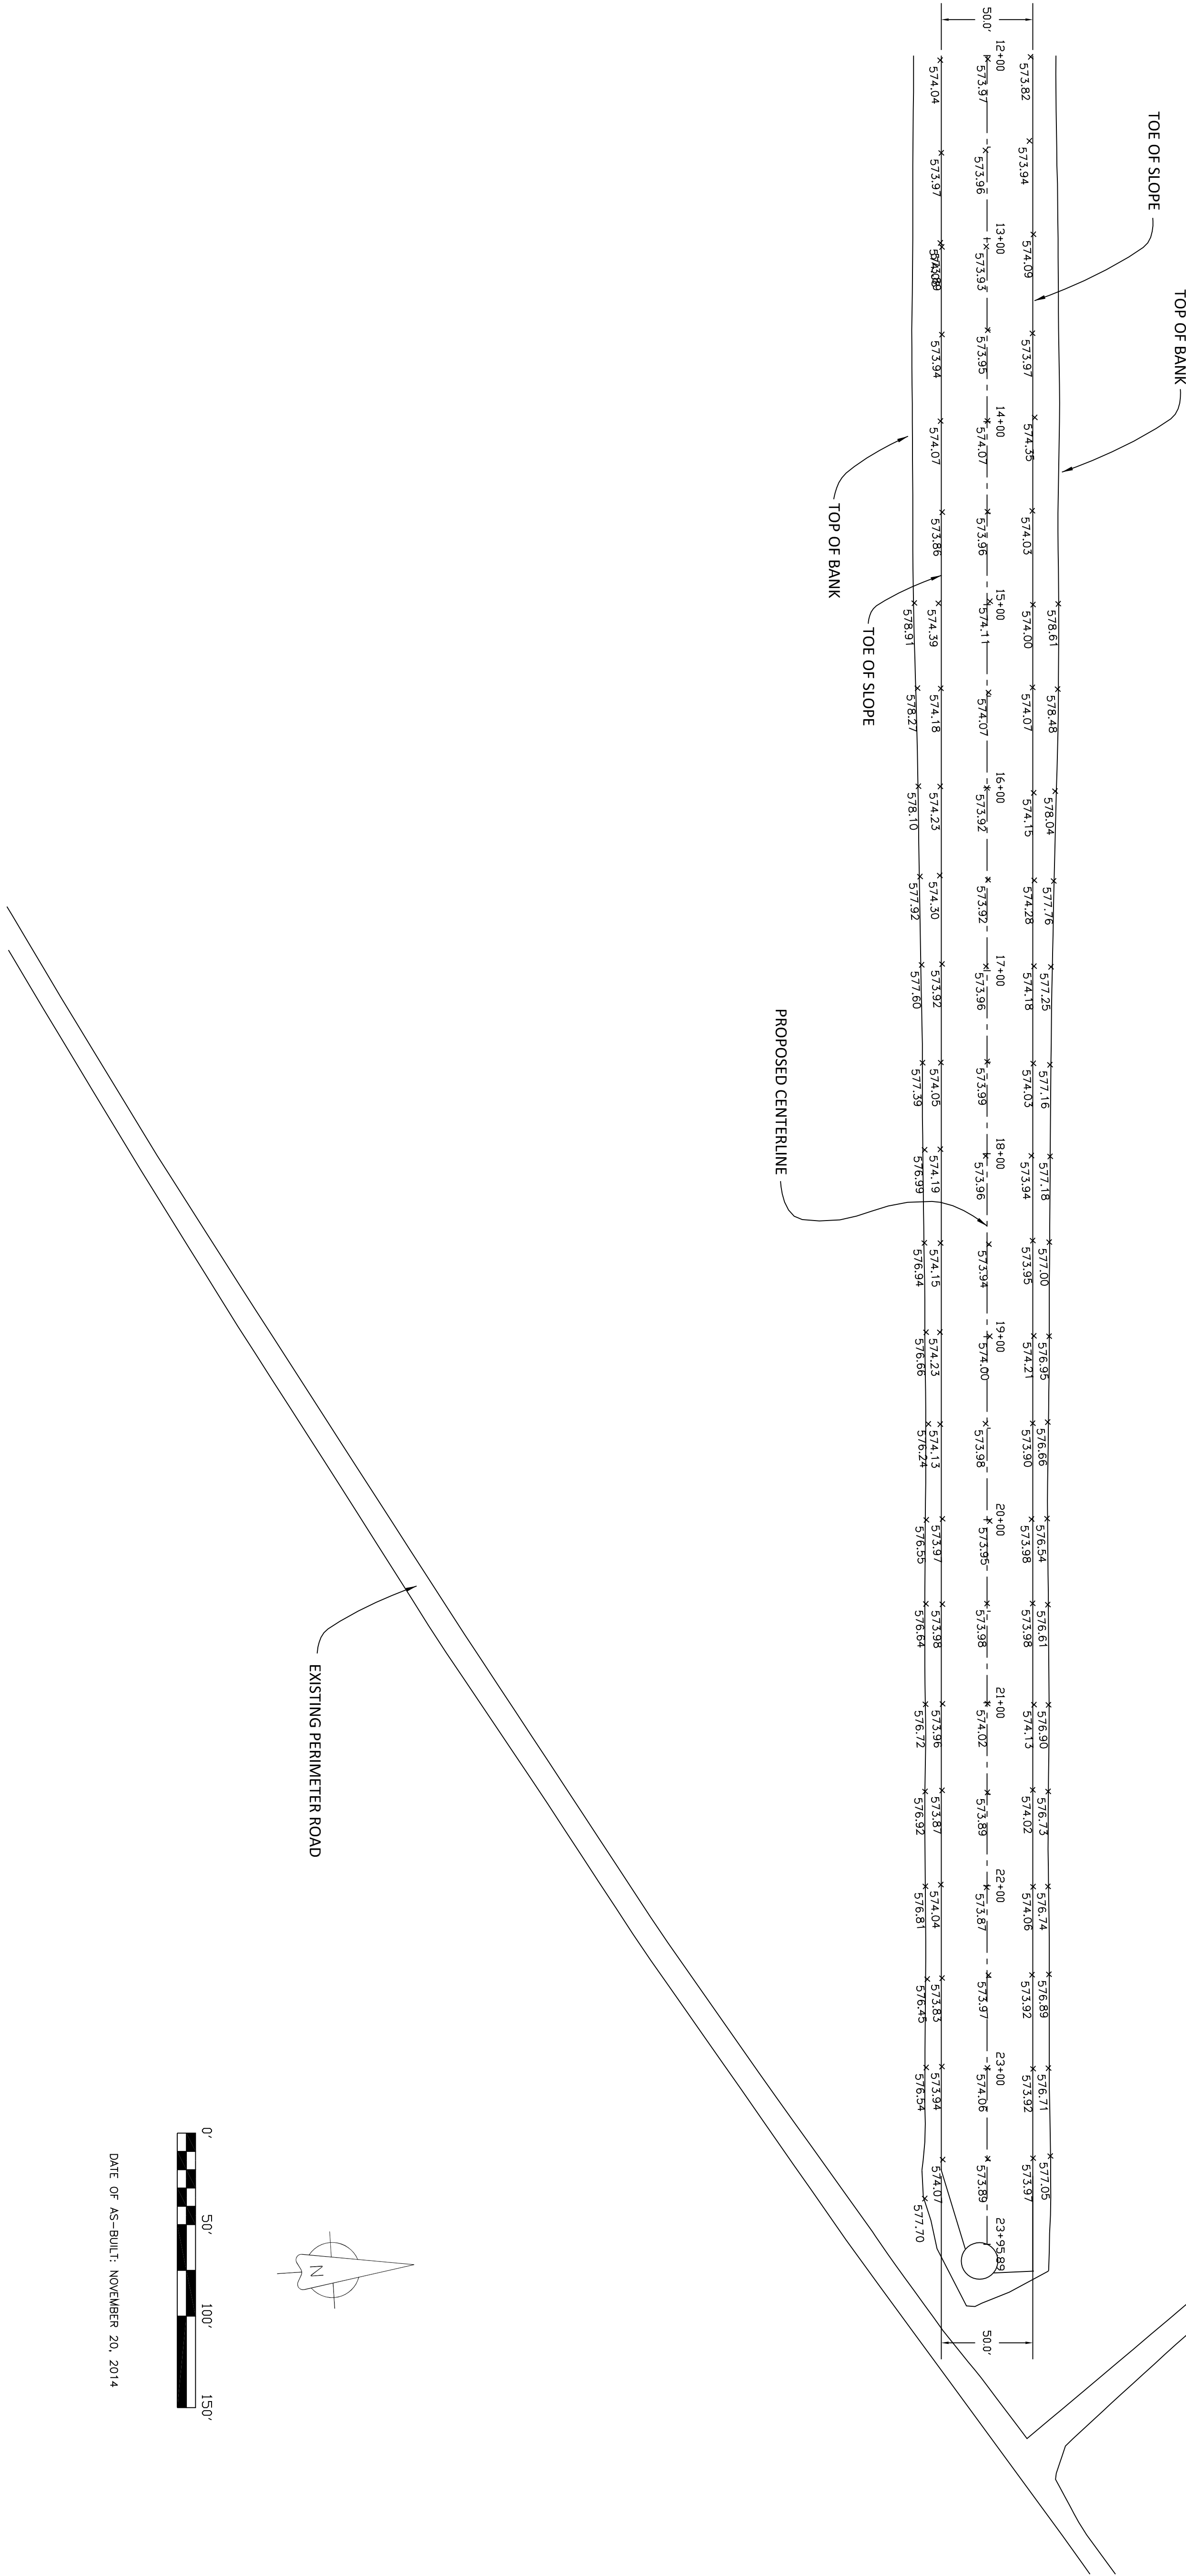 TOP OF BANK
TOE OF SLOPE
578.61 578.48 578.04 577.76 577.25 577.16 577.18 577.00 576.95 576.66 576.54 576.61 576.90 576.73 576.74 576.89 576.71 577.05
573.82 573.94 574.09 573.97 574.35 574.03 574.00 574.07 574.15 574.28 574.18 574.03 573.94 573.95 574.21 573.90 573.98 573.98 574.13 574.02 574.06 573.92 573.92 573.97
12+00 13+00 14+00 15+00 16+00 17+00 18+00 19+00 20+00 21+00 22+00 23+00 23+95.89
50.0' 50.0'
573.97 573.96 573.93 573.95 574.07 573.96 574.11 574.07 573.92 573.92 573.96 573.99 573.96 573.94 574.00 573.98 573.95 573.98 574.02 573.89 573.87 573.97 574.06 573.89
574.04 573.97 573.94 574.07 573.86 574.39 574.18 574.23 574.30 573.92 574.05 574.19 574.15 574.23 574.13 573.97 573.98 573.96 573.87 574.04 573.83 573.94 574.07
578.91 578.27 578.10 577.92 577.60 577.39 576.99 576.94 576.66 576.24 576.55 576.64 576.72 576.92 576.81 576.45 576.54 577.70
TOE OF SLOPE
TOP OF BANK
PROPOSED CENTERLINE
EXISTING PERIMETER ROAD
N
0' 50' 100' 150'
DATE OF AS-BUILT: NOVEMBER 20, 2014